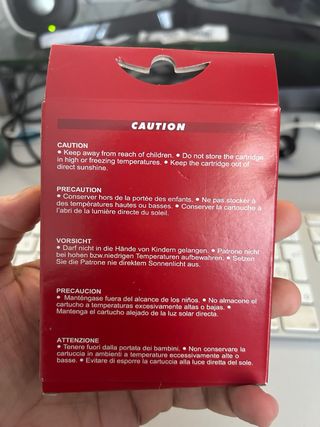 CAUTION
CAUTION
• Keep away from reach of children. • Do not store the cartridge
in high or freezing temperatures. • Keep the cartridge out of
direct sunshine.
PRECAUTION
• Conserver hors de la portée des enfants. • Ne pas stocker à
des températures hautes ou basses. • Conserver la cartouche à
l'abri de la lumière directe du soleil.
VORSICHT
• Darf nicht in die Hände von Kindern gelangen. • Patrone nicht
bei hohen bzw.niedrigen Temperaturen aufbewahren. • Setzen
Sie die Patrone nie direktem Sonnenlicht aus.
PRECAUCION
• Manténgase fuera del alcance de los niños. • No almacene el
cartucho a temperaturas excesivamente altas o bajas. •
Mantenga el cartucho alejado de la luz solar directa.
ATTENZIONE
• Tenere fuori dalla portata dei bambini. • Non conservare la
cartuccia in ambienti a temperature eccessivamente alte o
basse. • Evitare di esporre la cartuccia alla luce diretta del sole.